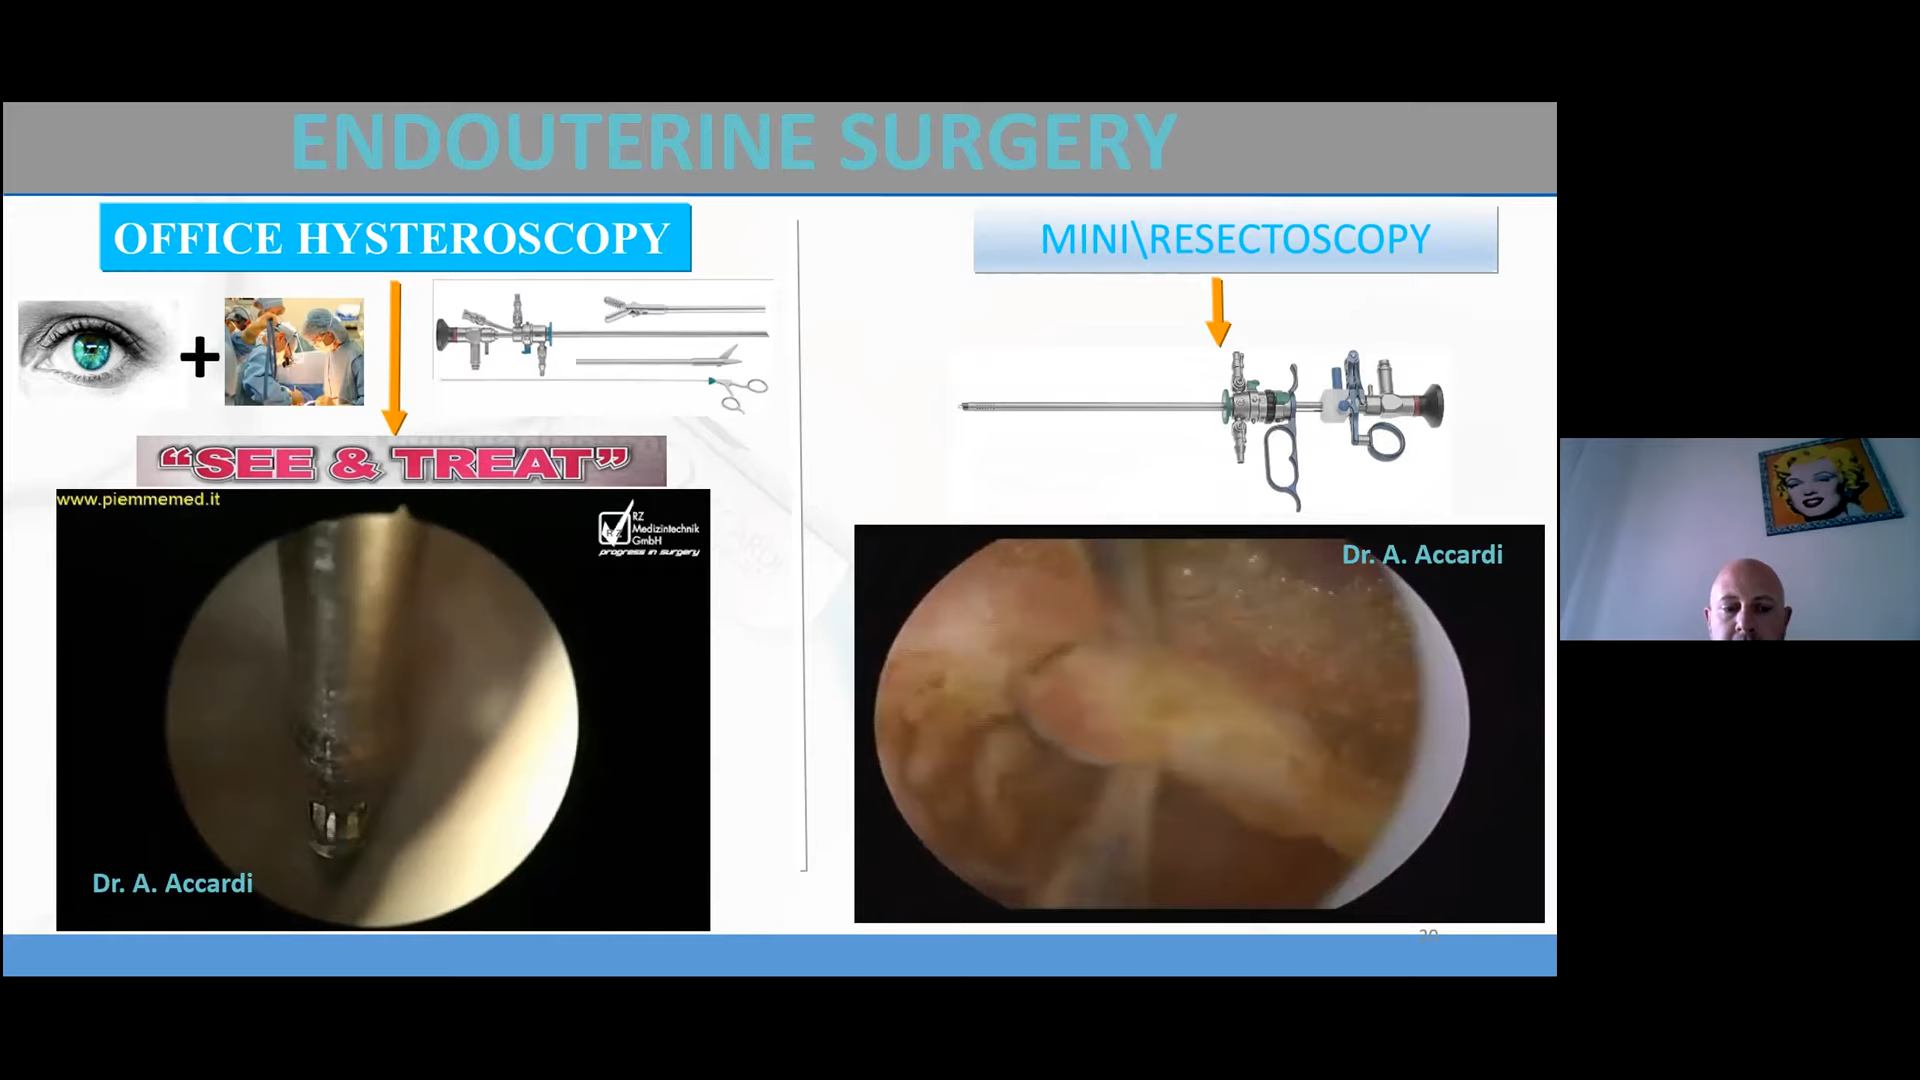 ENDOUTERINE SURGERY
OFFICE HYSTEROSCOPY
“SEE & TREAT”
www.piemmemed.it
RZ
Medizintechnik
GmbH
progress in surgery
Dr. A. Accardi
MINI\RESECTOSCOPY
Dr. A. Accardi